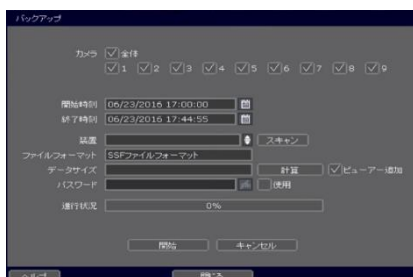 バックアップ
カメラ 全体
1 2 3 4 5 6 7 8 9
開始時刻 06/23/2016 17:00:00
終了時刻 06/23/2016 17:44:55
装置 スキャン
ファイルフォーマット SSFファイルフォーマット
データサイズ 計算 ビューアー追加
パスワード 使用
進行状況 0%
開始 キャンセル
ヘルプ 閉じる